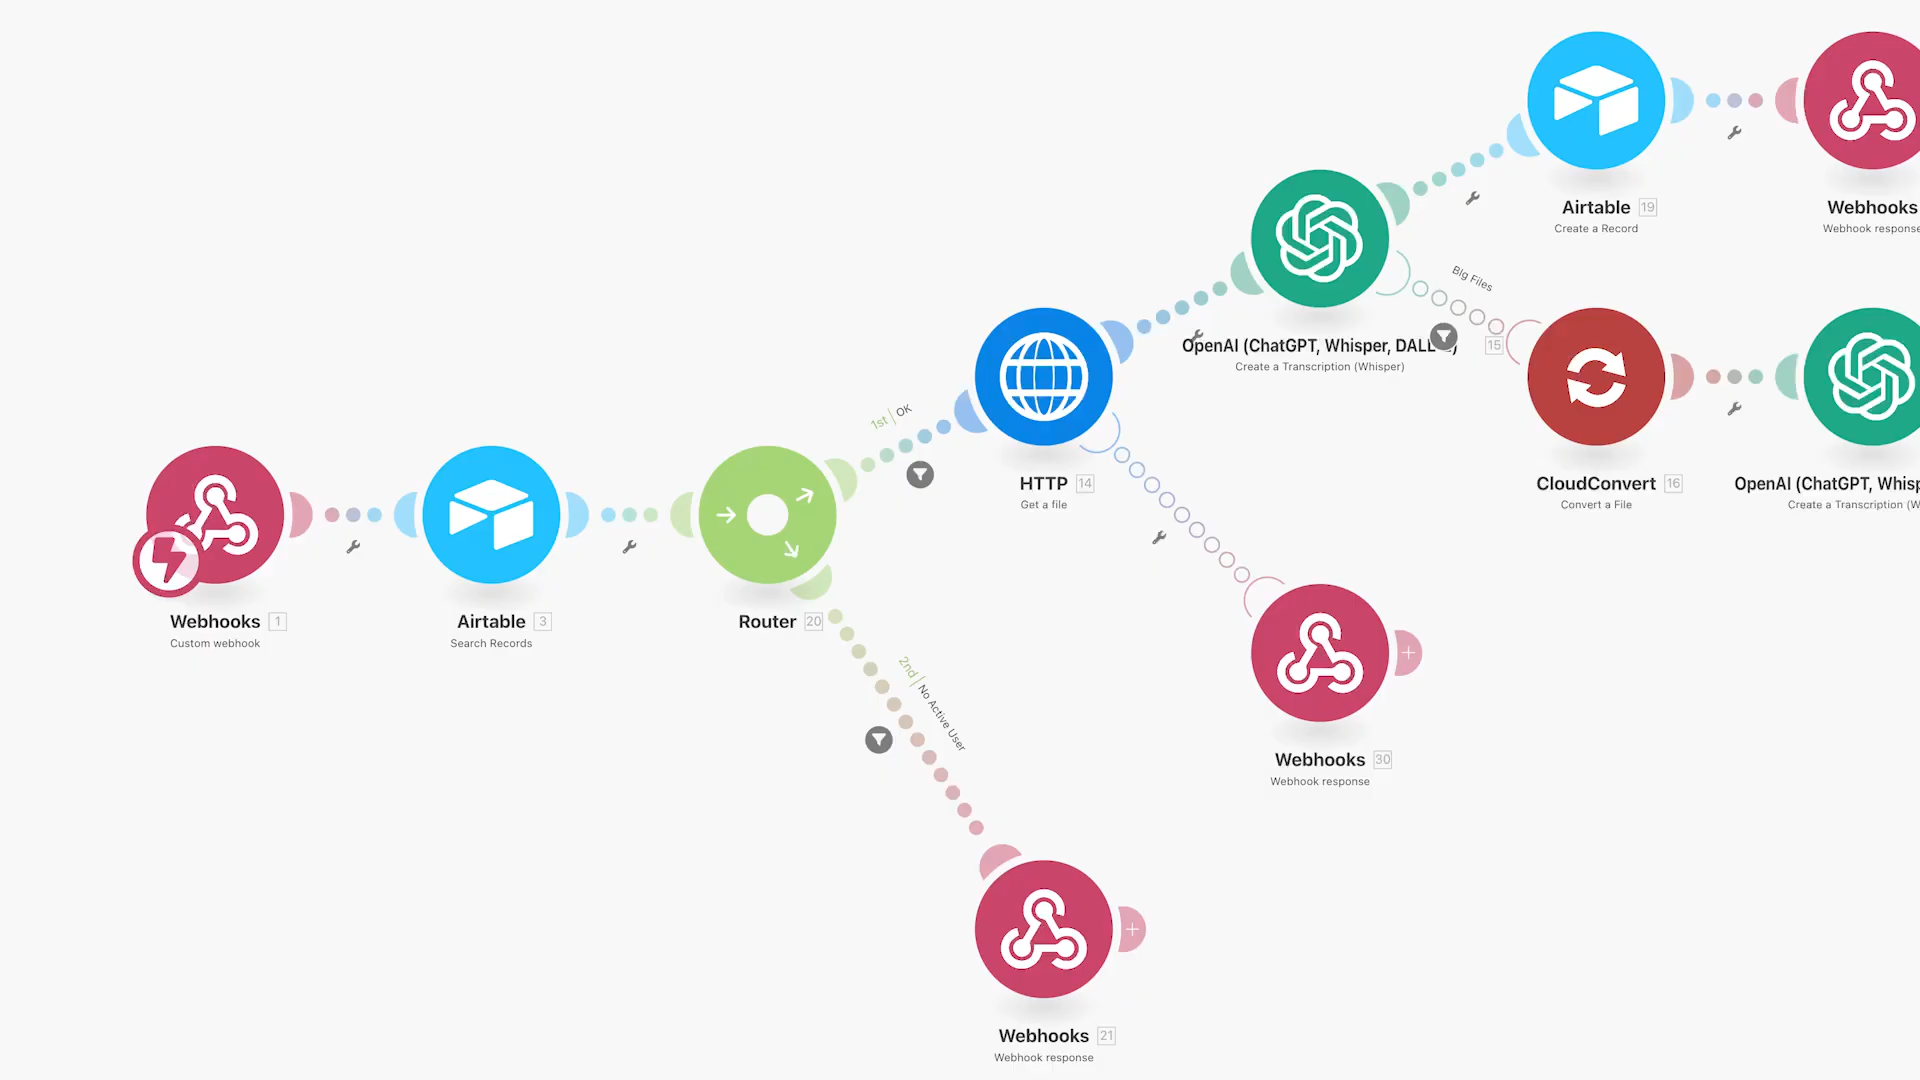 Airtable 19
Create a Record
Webhooks
Webhook response
Big Files
OpenAI (ChatGPT, Whisper, DALL 15
Create a Transcription (Whisper)
1st | OK
HTTP 14
Get a file
CloudConvert 16
Convert a File
OpenAI (ChatGPT, Whisp
Create a Transcription (W
Webhooks 1
Custom webhook
Airtable 3
Search Records
Router 20
2nd | No Active User
Webhooks 30
Webhook response
Webhooks 21
Webhook response